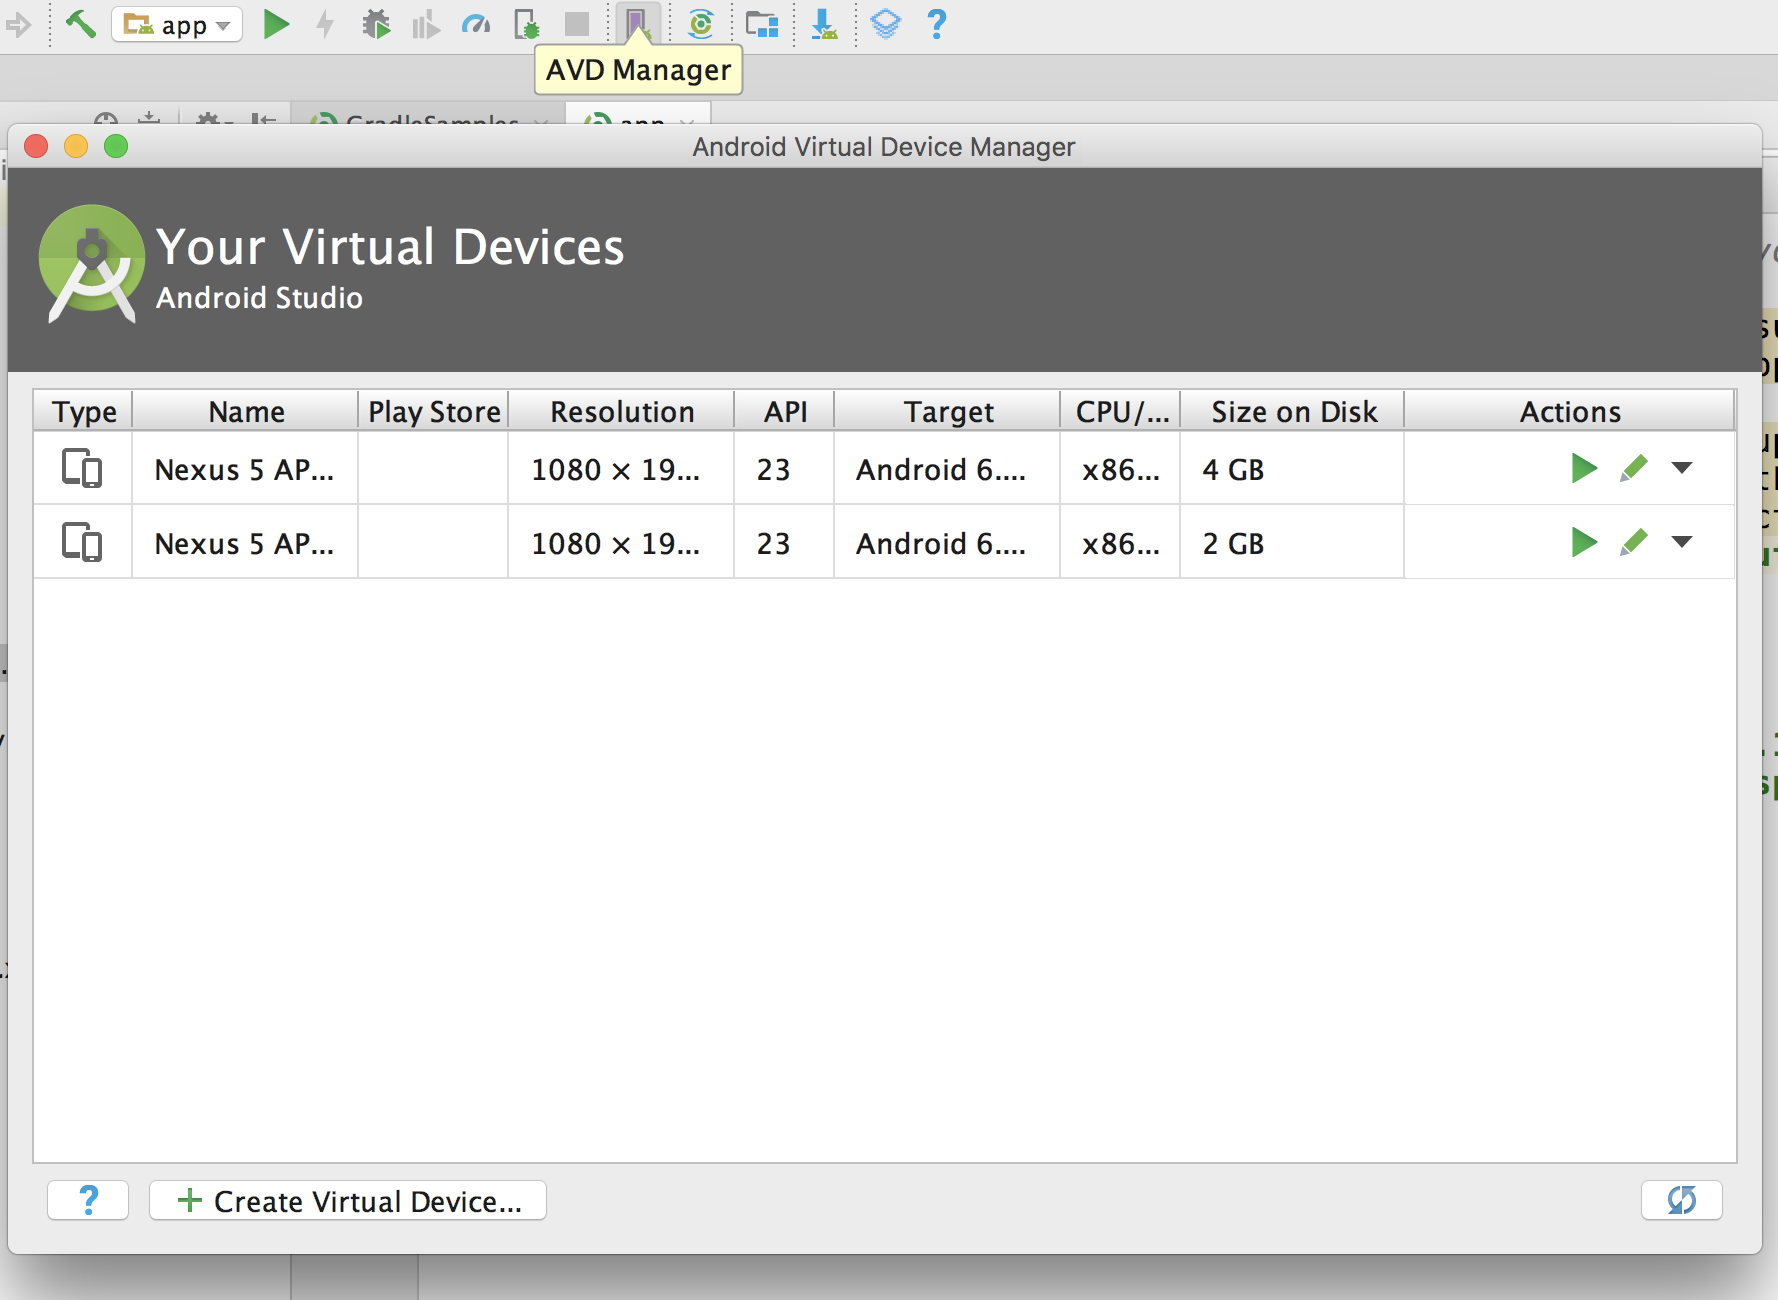 app
AVD Manager
GradleSamples app
Android Virtual Device Manager
Your Virtual Devices
Android Studio
Type Name Play Store Resolution API Target CPU/... Size on Disk Actions
Nexus 5 AP... 1080 × 19... 23 Android 6.... x86... 4 GB
Nexus 5 AP... 1080 × 19... 23 Android 6.... x86... 2 GB
? + Create Virtual Device...